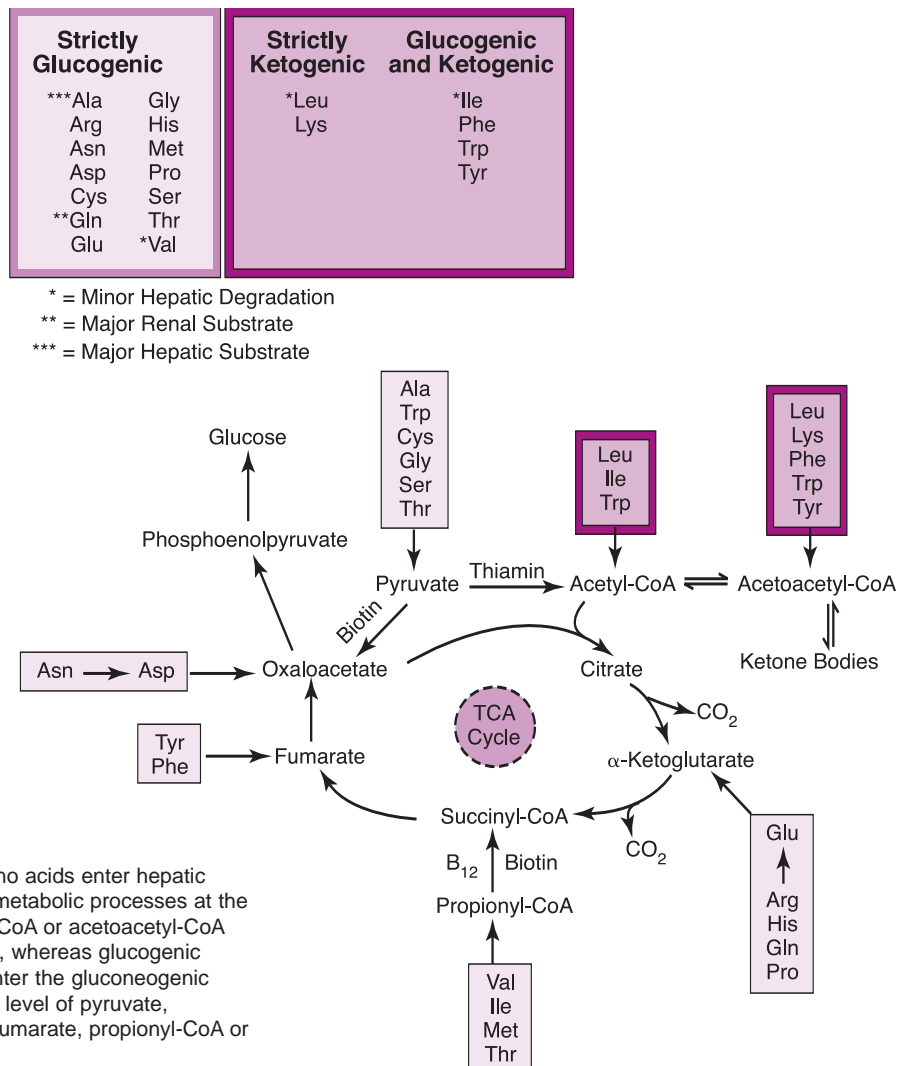 Strictly
Glucogenic
***Ala Gly
Arg His
Asn Met
Asp Pro
Cys Ser
**Gln Thr
Glu *Val
Strictly
Ketogenic
*Leu
Lys
Glucogenic
and Ketogenic
*Ile
Phe
Trp
Tyr
* = Minor Hepatic Degradation
** = Major Renal Substrate
*** = Major Hepatic Substrate
Ala
Trp
Cys
Gly
Ser
Thr
Leu
Ile
Trp
Leu
Lys
Phe
Trp
Tyr
Glucose
Phosphoenolpyruvate
Pyruvate
Thiamin
Acetyl-CoA
Acetoacetyl-CoA
Biotin
Ketone Bodies
Asn
Asp
Oxaloacetate
Citrate
TCA
Cycle
CO2
Tyr
Phe
Fumarate
α-Ketoglutarate
Succinyl-CoA
CO2
B12
Biotin
Propionyl-CoA
Glu
Arg
His
Gln
Pro
Val
Ile
Met
Thr
no acids enter hepatic
metabolic processes at the
CoA or acetoacetyl-CoA
, whereas glucogenic
nter the gluconeogenic
level of pyruvate,
umarate, propionyl-CoA or